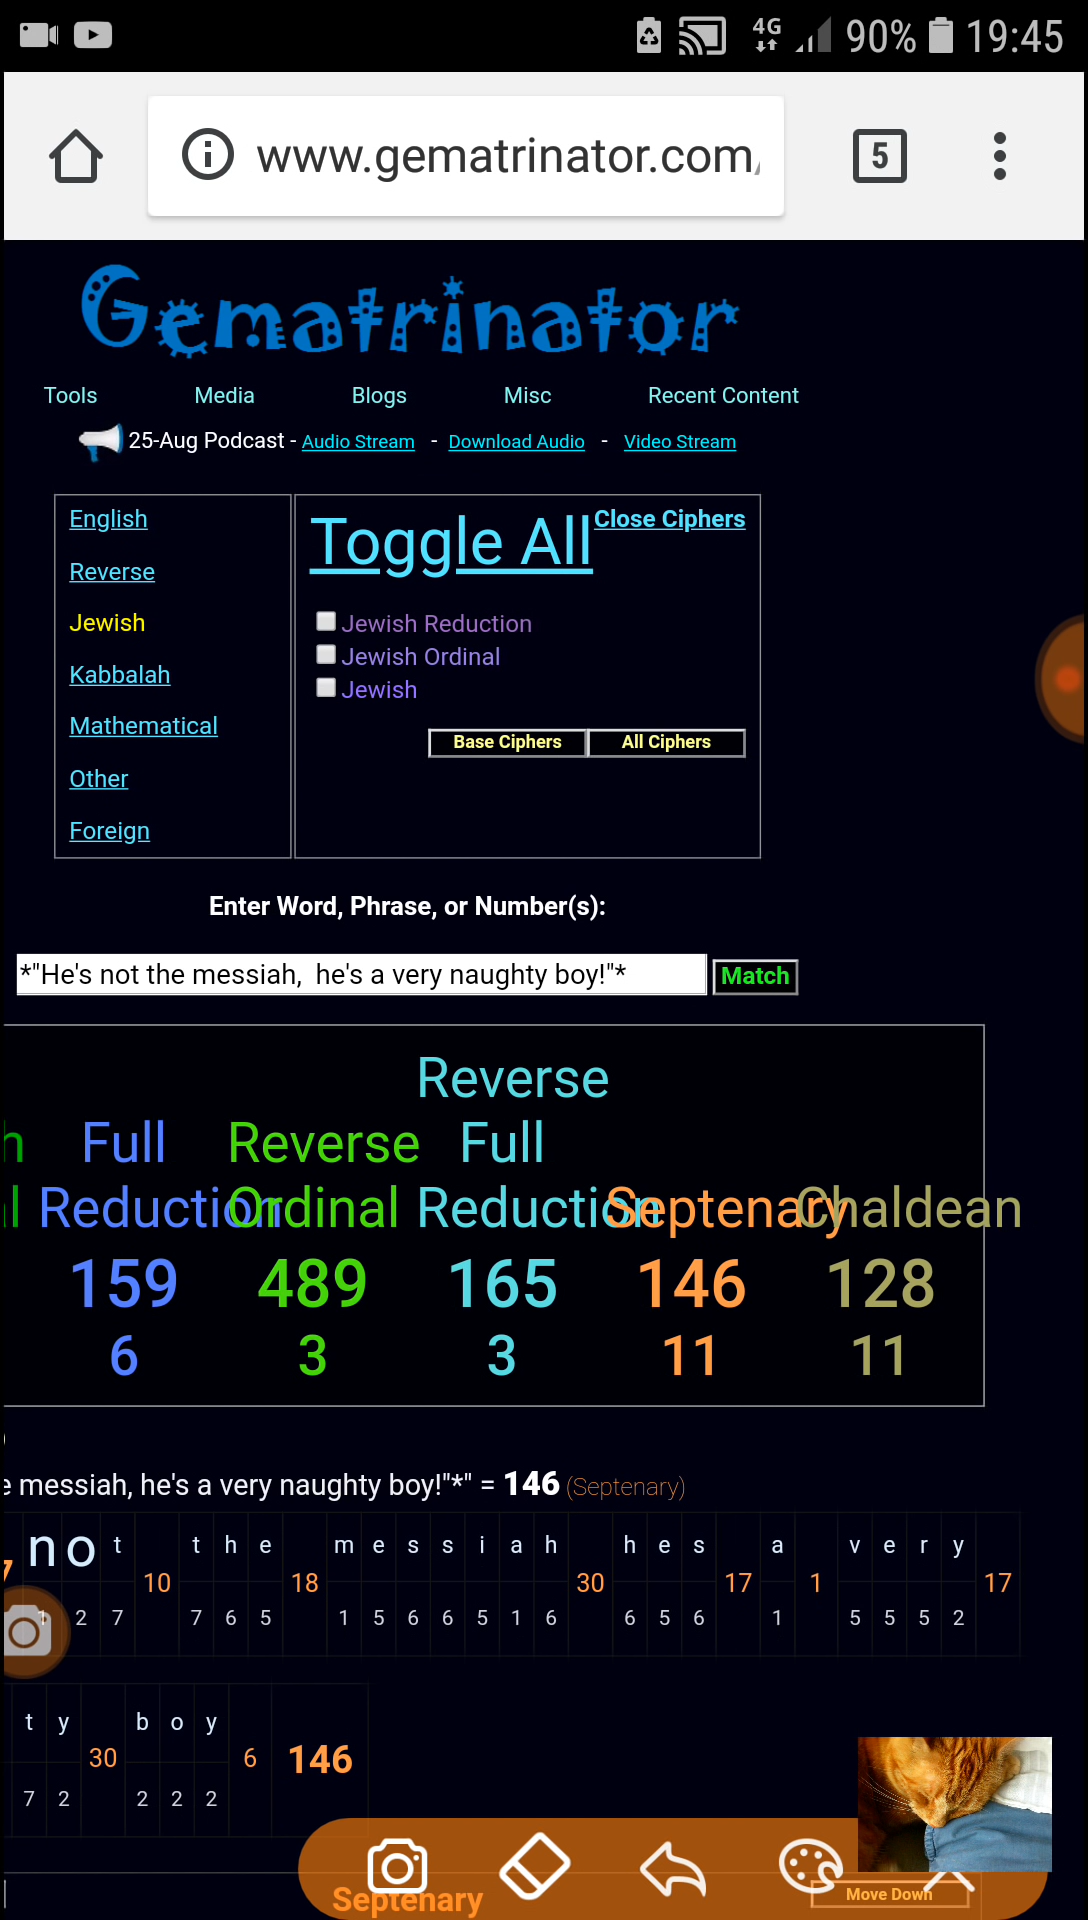 4G 90% 19:45
www.gematrinator.com/ 5
Gematrinator
Tools Media Blogs Misc Recent Content
25-Aug Podcast - Audio Stream - Download Audio - Video Stream
English
Reverse
Jewish
Kabbalah
Mathematical
Other
Foreign
Toggle All Close Ciphers
Jewish Reduction
Jewish Ordinal
Jewish
Base Ciphers All Ciphers
Enter Word, Phrase, or Number(s):
*"He's not the messiah, he's a very naughty boy!"* Match
Reverse
h Full Reverse Full
l Reduction Ordinal Reduction Septenary Chaldean
159 489 165 146 128
6 3 3 11 11
e messiah, he's a very naughty boy!"*" = 146 (Septenary)
n o t t h e m e s s i a h h e s a v e r y
7 10 18 30 17 1 17
1 2 7 7 6 5 1 5 6 6 5 1 6 6 5 6 1 5 5 5 2
t y b o y
30 6 146
7 2 2 2 2
Septenary Move Down